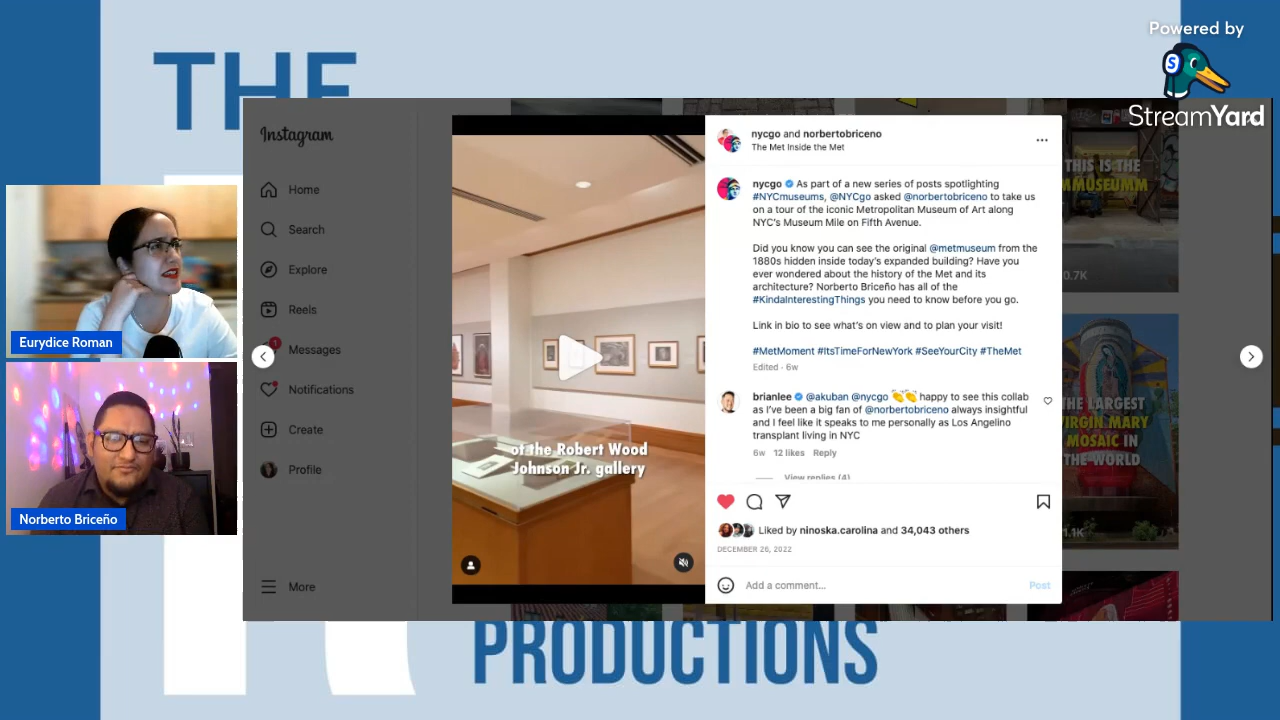 THE
Powered by
S
StreamYard
Instagram
Home
Search
Explore
Reels
1
Messages
Notifications
Create
Profile
More
Eurydice Roman
Norberto Briceño
of the Robert Wood
Johnson Jr. gallery
nycgo and norbertobriceno
The Met Inside the Met
nycgo As part of a new series of posts spotlighting
#NYCmuseums, @NYCgo asked @norbertobriceno to take us
on a tour of the iconic Metropolitan Museum of Art along
NYC's Museum Mile on Fifth Avenue.
Did you know you can see the original @metmuseum from the
1880s hidden inside today's expanded building? Have you
ever wondered about the history of the Met and its
architecture? Norberto Briceño has all of the
#KindaInterestingThings you need to know before you go.
Link in bio to see what's on view and to plan your visit!
#MetMoment #ItsTimeForNewYork #SeeYourCity #TheMet
Edited · 6w
brianlee @akuban @nycgo 👏👏 happy to see this collab
as I've been a big fan of @norbertobriceno always insightful
and I feel like it speaks to me personally as Los Angelino
transplant living in NYC
6w 12 likes Reply
View replies (4)
Liked by ninoska.carolina and 34,043 others
DECEMBER 26, 2022
Add a comment...
Post
THIS IS THE
MMUSEUMM
0.7K
THE LARGEST
VIRGIN MARY
MOSAIC IN
THE WORLD
1.1K
PRODUCTIONS